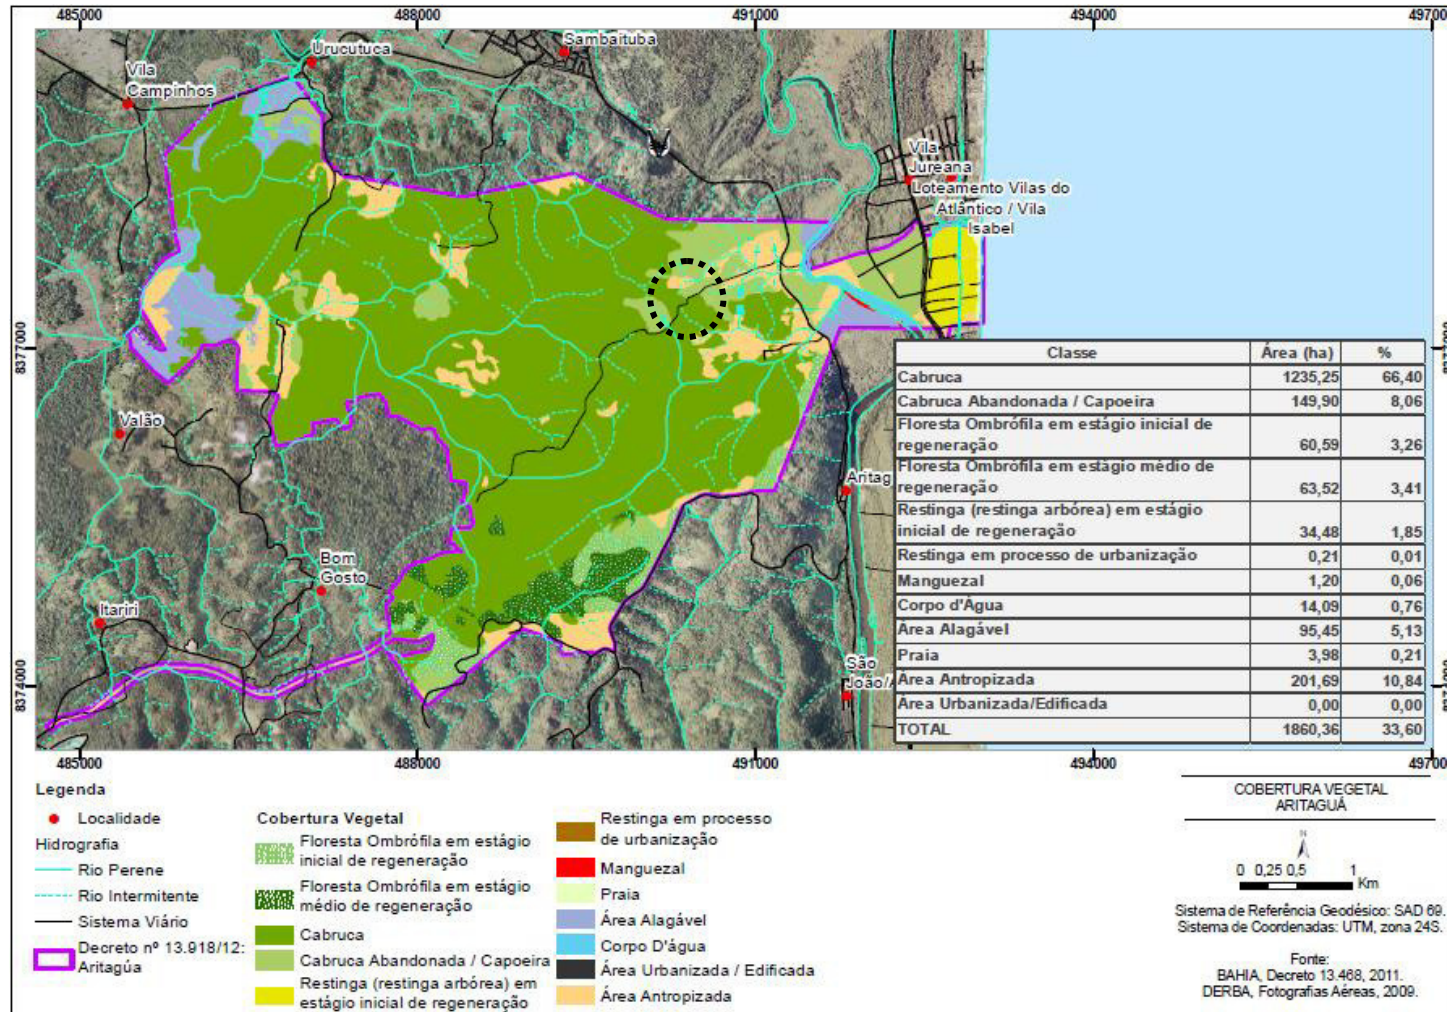 485000 488000 491000 494000 49700
Urucutuca
Sambaituba
Vila
Campinhos
Vila
Jureana
Loteamento Vilas do
Atlântico / Vila
Isabel
8377000
Valão
Aritag
Bom
Gosto
Itariri
São
João/A
8374000
Classe Área (ha) %
Cabruca 1235,25 66,40
Cabruca Abandonada / Capoeira 149,90 8,06
Floresta Ombrófila em estágio inicial de
regeneração 60,59 3,26
Floresta Ombrófila em estágio médio de
regeneração 63,52 3,41
Restinga (restinga arbórea) em estágio
inicial de regeneração 34,48 1,85
Restinga em processo de urbanização 0,21 0,01
Manguezal 1,20 0,06
Corpo d'Água 14,09 0,76
Área Alagável 95,45 5,13
Praia 3,98 0,21
Área Antropizada 201,69 10,84
Área Urbanizada/Edificada 0,00 0,00
TOTAL 1860,36 33,60
485000 488000 491000 494000 49700
Legenda
Localidade
Hidrografia
Rio Perene
Rio Intermitente
Sistema Viário
Decreto nº 13.918/12:
Aritagúa
Cobertura Vegetal
Floresta Ombrófila em estágio
inicial de regeneração
Floresta Ombrófila em estágio
médio de regeneração
Cabruca
Cabruca Abandonada / Capoeira
Restinga (restinga arbórea) em
estágio inicial de regeneração
Restinga em processo
de urbanização
Manguezal
Praia
Área Alagável
Corpo D'água
Área Urbanizada / Edificada
Área Antropizada
COBERTURA VEGETAL
ARITAGUÁ
N
0 0,25 0,5 1
Km
Sistema de Referência Geodésico: SAD 69.
Sistema de Coordenadas: UTM, zona 24S.
Fonte:
BAHIA, Decreto 13.468, 2011.
DERBA, Fotografias Aéreas, 2009.